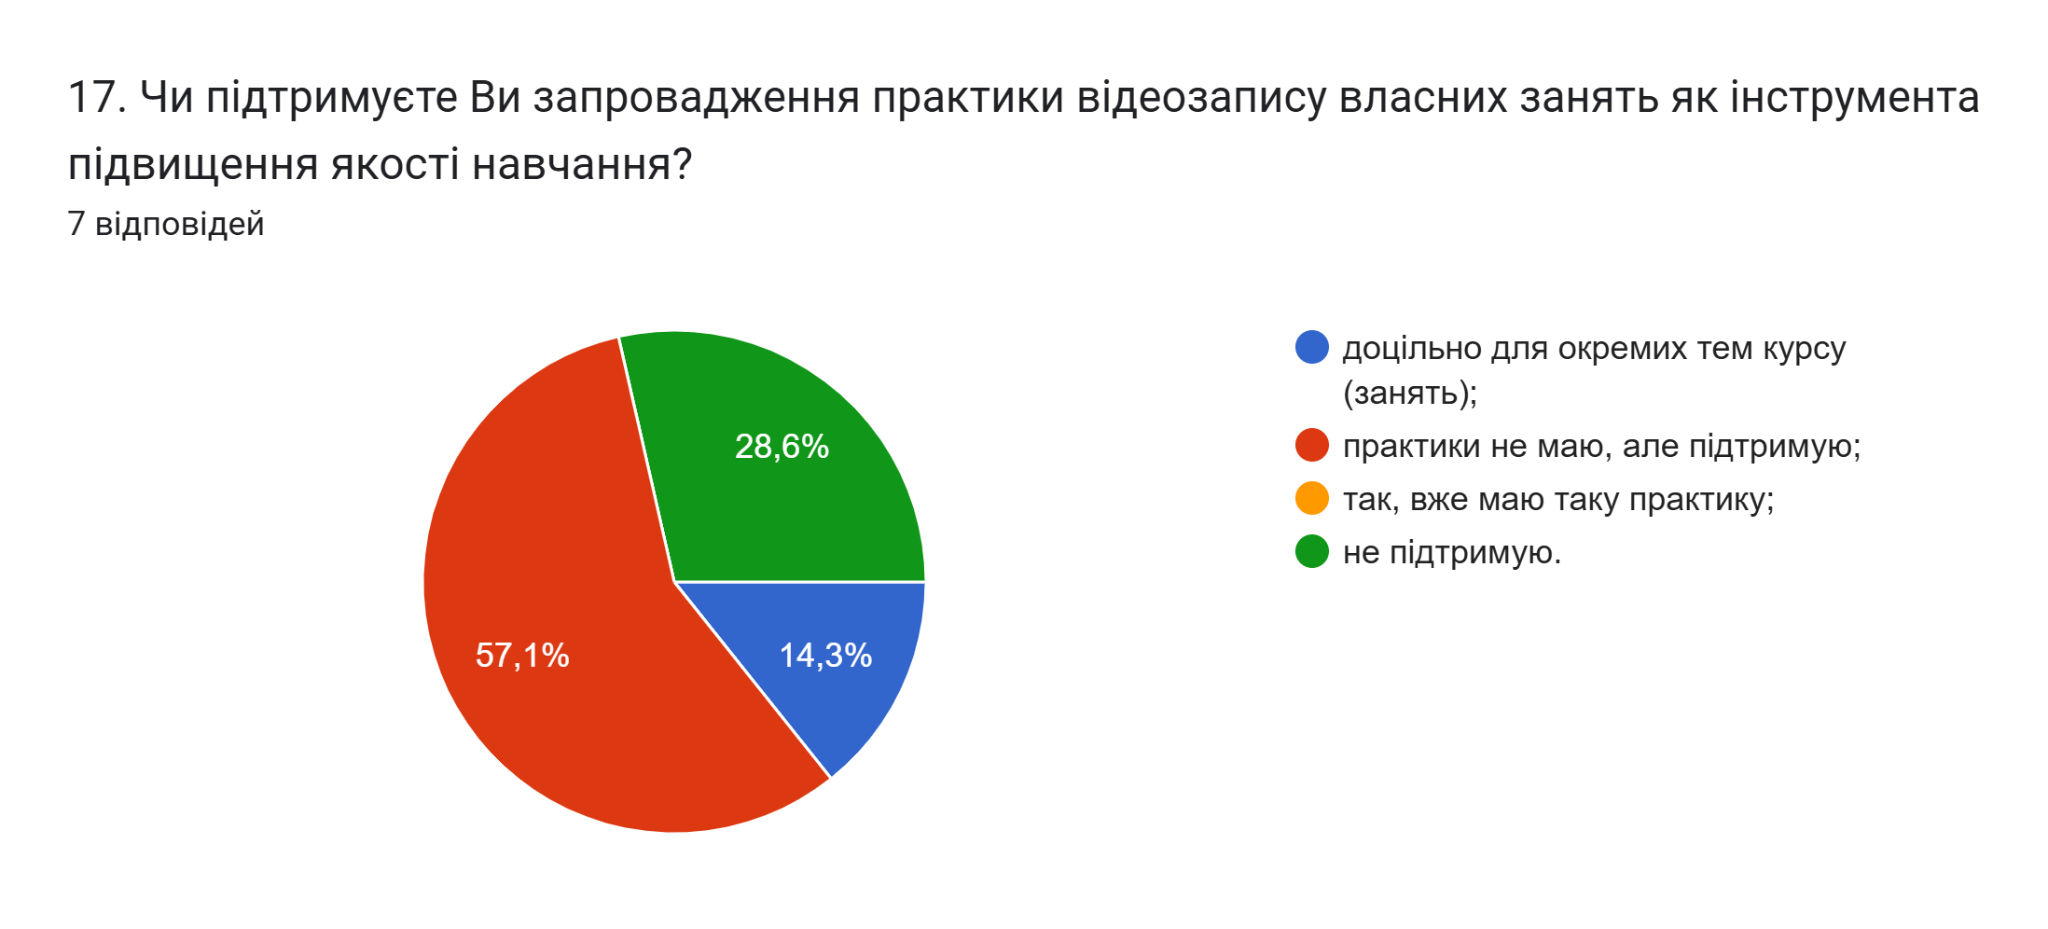 17. Чи підтримуєте Ви запровадження практики відеозапису власних занять як інструмента
підвищення якості навчання?
7 відповідей
28,6%
57,1%
14,3%
доцільно для окремих тем курсу
(занять);
практики не маю, але підтримую;
так, вже маю таку практику;
не підтримую.